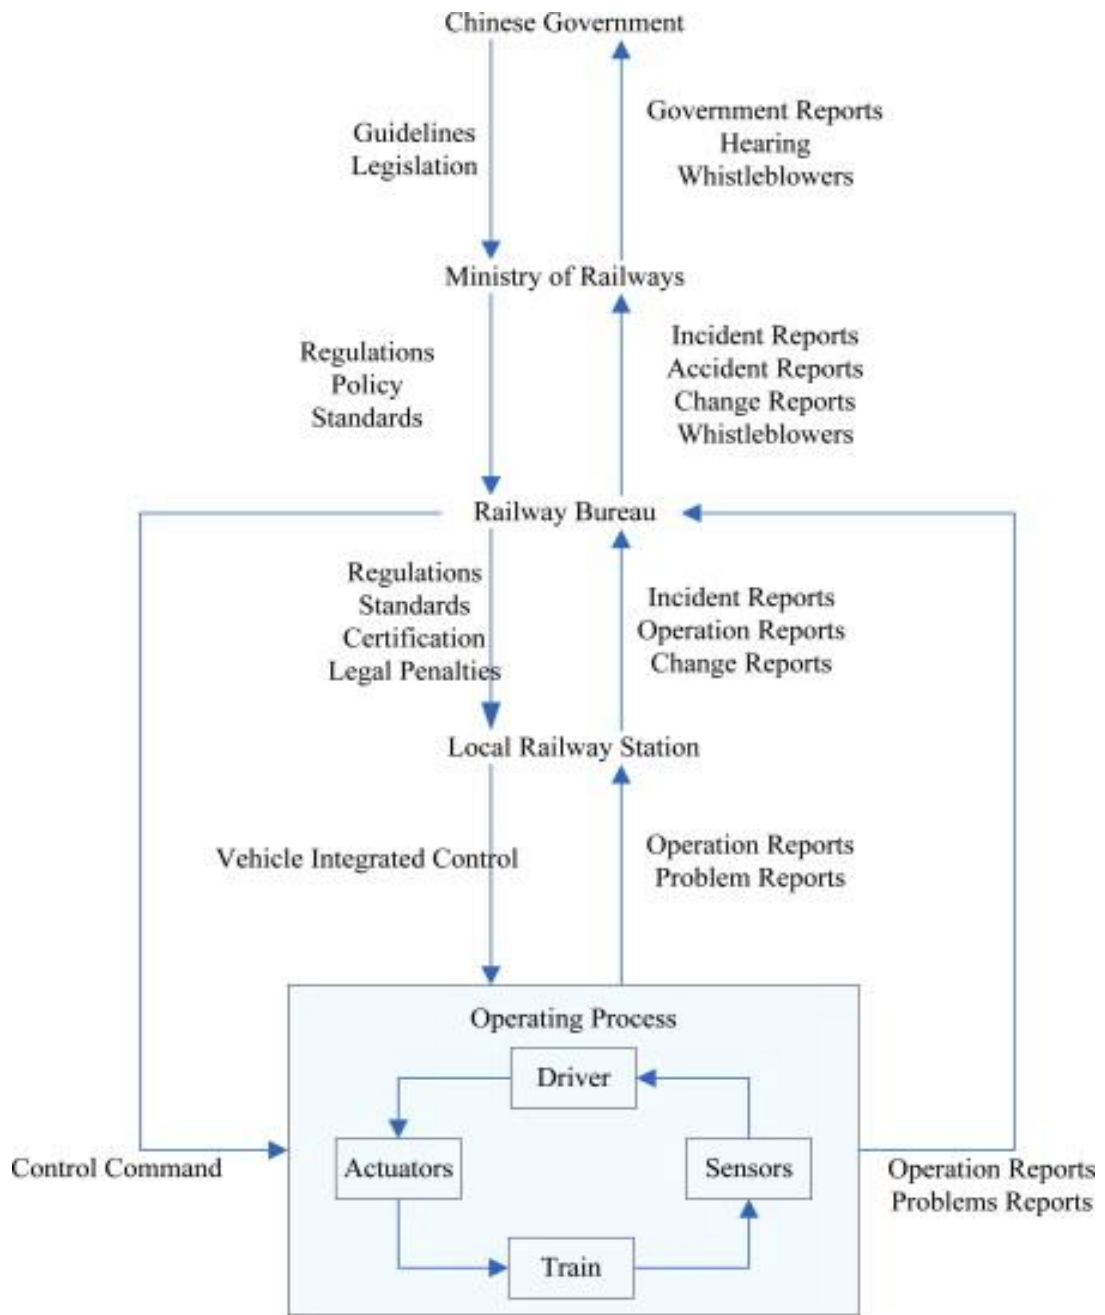 Chinese Government
Guidelines
Legislation
Government Reports
Hearing
Whistleblowers
Ministry of Railways
Regulations
Policy
Standards
Incident Reports
Accident Reports
Change Reports
Whistleblowers
Railway Bureau
Regulations
Standards
Certification
Legal Penalties
Incident Reports
Operation Reports
Change Reports
Local Railway Station
Vehicle Integrated Control
Operation Reports
Problem Reports
Operating Process
Driver
Actuators
Sensors
Train
Control Command
Operation Reports
Problems Reports